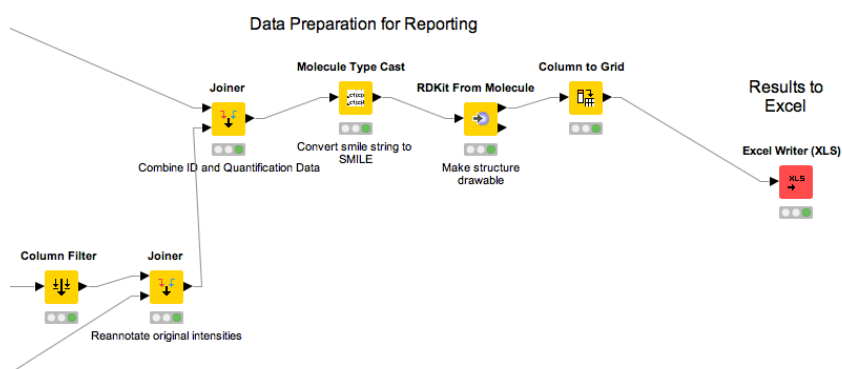 Data Preparation for Reporting
Molecule Type Cast
Column to Grid
Joiner
RDKit From Molecule
Results to
Excel
Excel Writer (XLS)
XLS
Combine ID and Quantification Data
Convert smile string to
SMILE
Make structure
drawable
Column Filter
Joiner
Reannotate original intensities